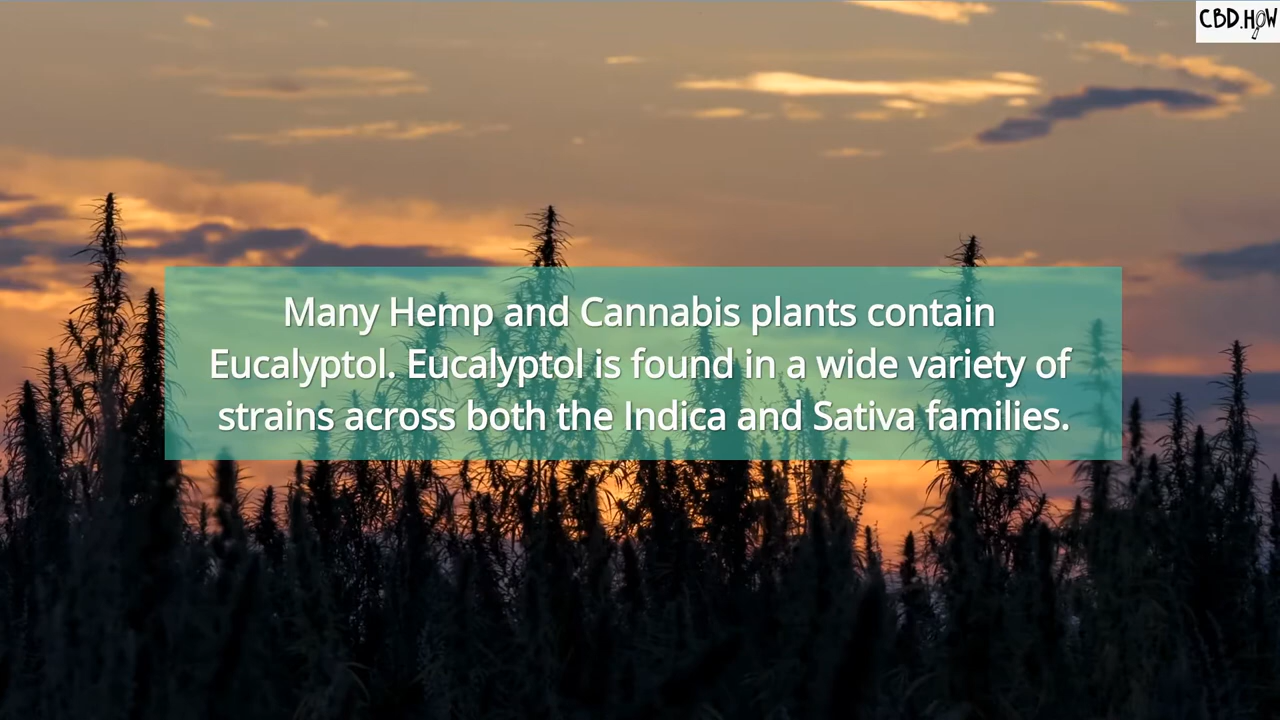 CBD.HOW
Many Hemp and Cannabis plants contain
Eucalyptol. Eucalyptol is found in a wide variety of
strains across both the Indica and Sativa families.